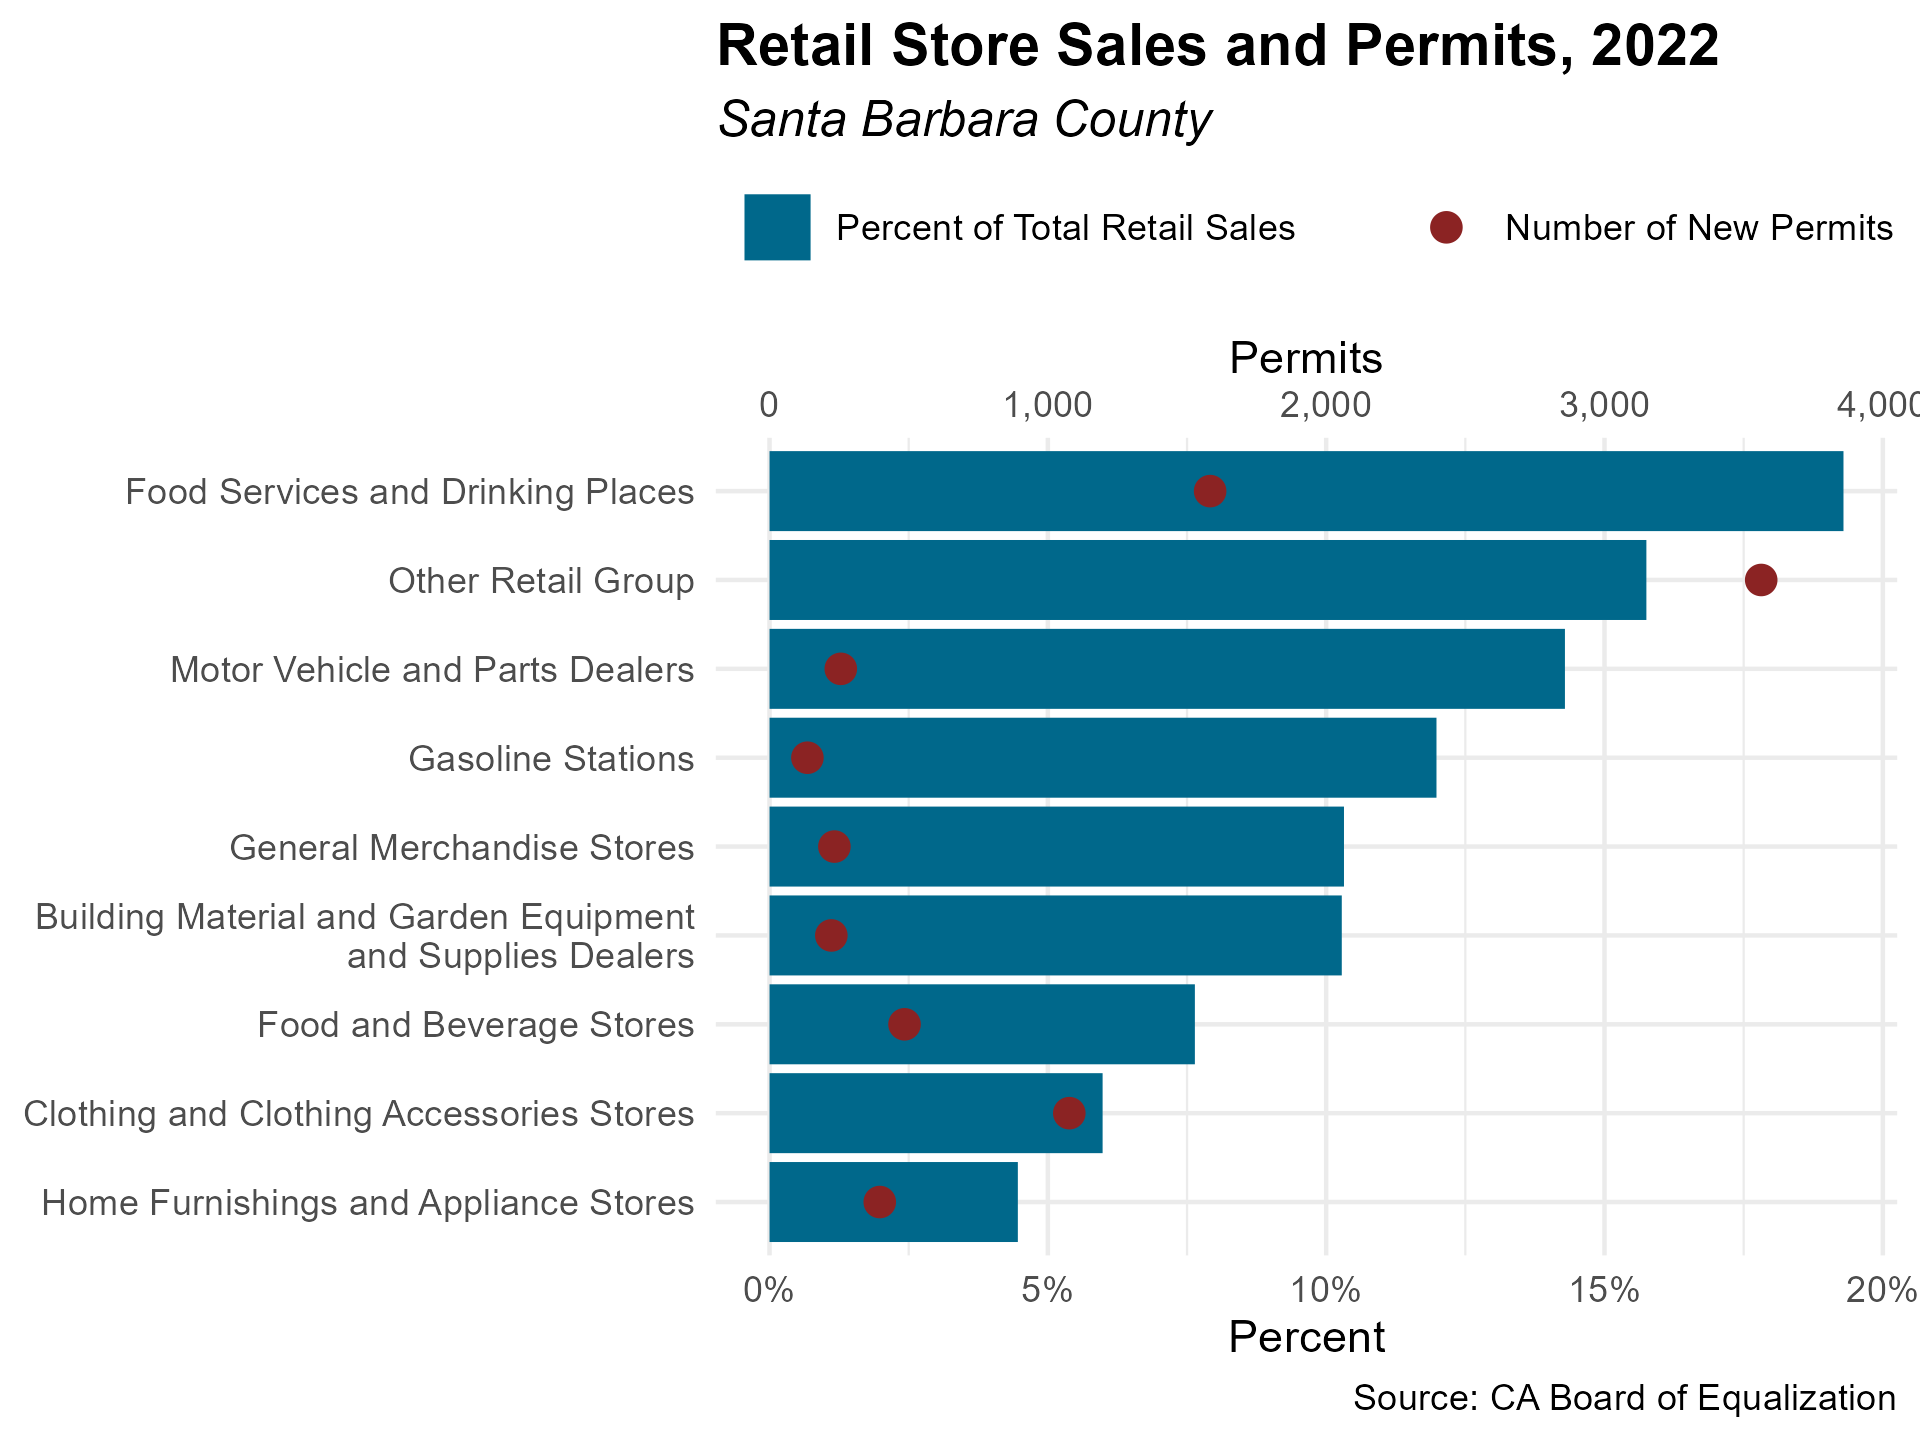 Retail Store Sales and Permits, 2022
Santa Barbara County
Percent of Total Retail Sales
Number of New Permits
Permits
0 1,000 2,000 3,000 4,000
Food Services and Drinking Places
Other Retail Group
Motor Vehicle and Parts Dealers
Gasoline Stations
General Merchandise Stores
Building Material and Garden Equipment
and Supplies Dealers
Food and Beverage Stores
Clothing and Clothing Accessories Stores
Home Furnishings and Appliance Stores
0% 5% 10% 15% 20%
Percent
Source: CA Board of Equalization